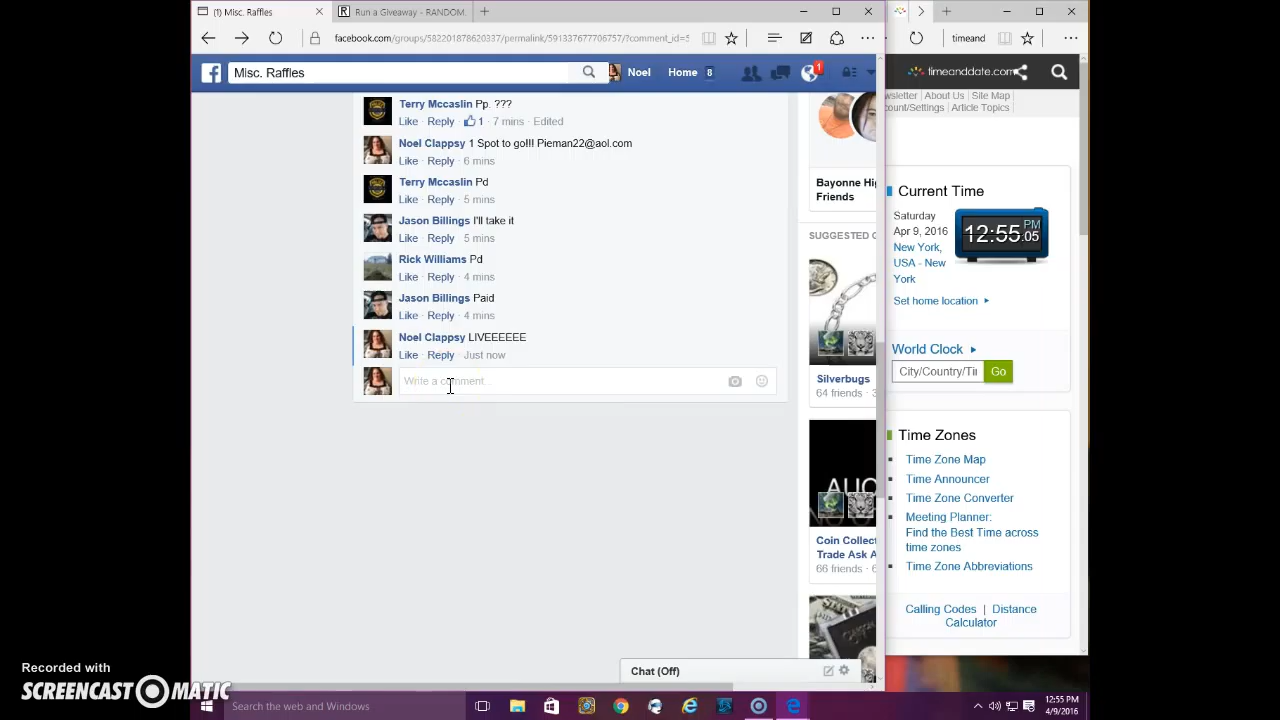 (1) Misc. Raffles
Run a Giveaway - RANDOM.
facebook.com/groups/582201878620337/permalink/591337677706757/?comment_id=5
timeand
Misc. Raffles
Noel
Home 8
1
timeanddate.com
wsletter | About Us | Site Map
count/Settings | Article Topics
Terry Mccaslin Pp. ???
Like · Reply · 1 · 7 mins · Edited
Noel Clappsy 1 Spot to go!!! Pieman22@aol.com
Like · Reply · 6 mins
Terry Mccaslin Pd
Like · Reply · 5 mins
Jason Billings I'll take it
Like · Reply · 5 mins
Rick Williams Pd
Like · Reply · 4 mins
Jason Billings Paid
Like · Reply · 4 mins
Noel Clappsy LIVEEEEEE
Like · Reply · Just now
Write a comment...
Bayonne Hig
Friends
SUGGESTED G
Silverbugs
64 friends · 6
AUC
Coin Collect
Trade Ask A
66 friends · 6
Chat (Off)
Current Time
Saturday
Apr 9, 2016
New York,
USA - New
York
12:55:05 PM
Set home location
World Clock
City/Country/Tin
Go
Time Zones
Time Zone Map
Time Announcer
Time Zone Converter
Meeting Planner:
Find the Best Time across
time zones
Time Zone Abbreviations
Calling Codes | Distance
Calculator
Recorded with
SCREENCAST-O-MATIC
Search the web and Windows
12:55 PM
4/9/2016